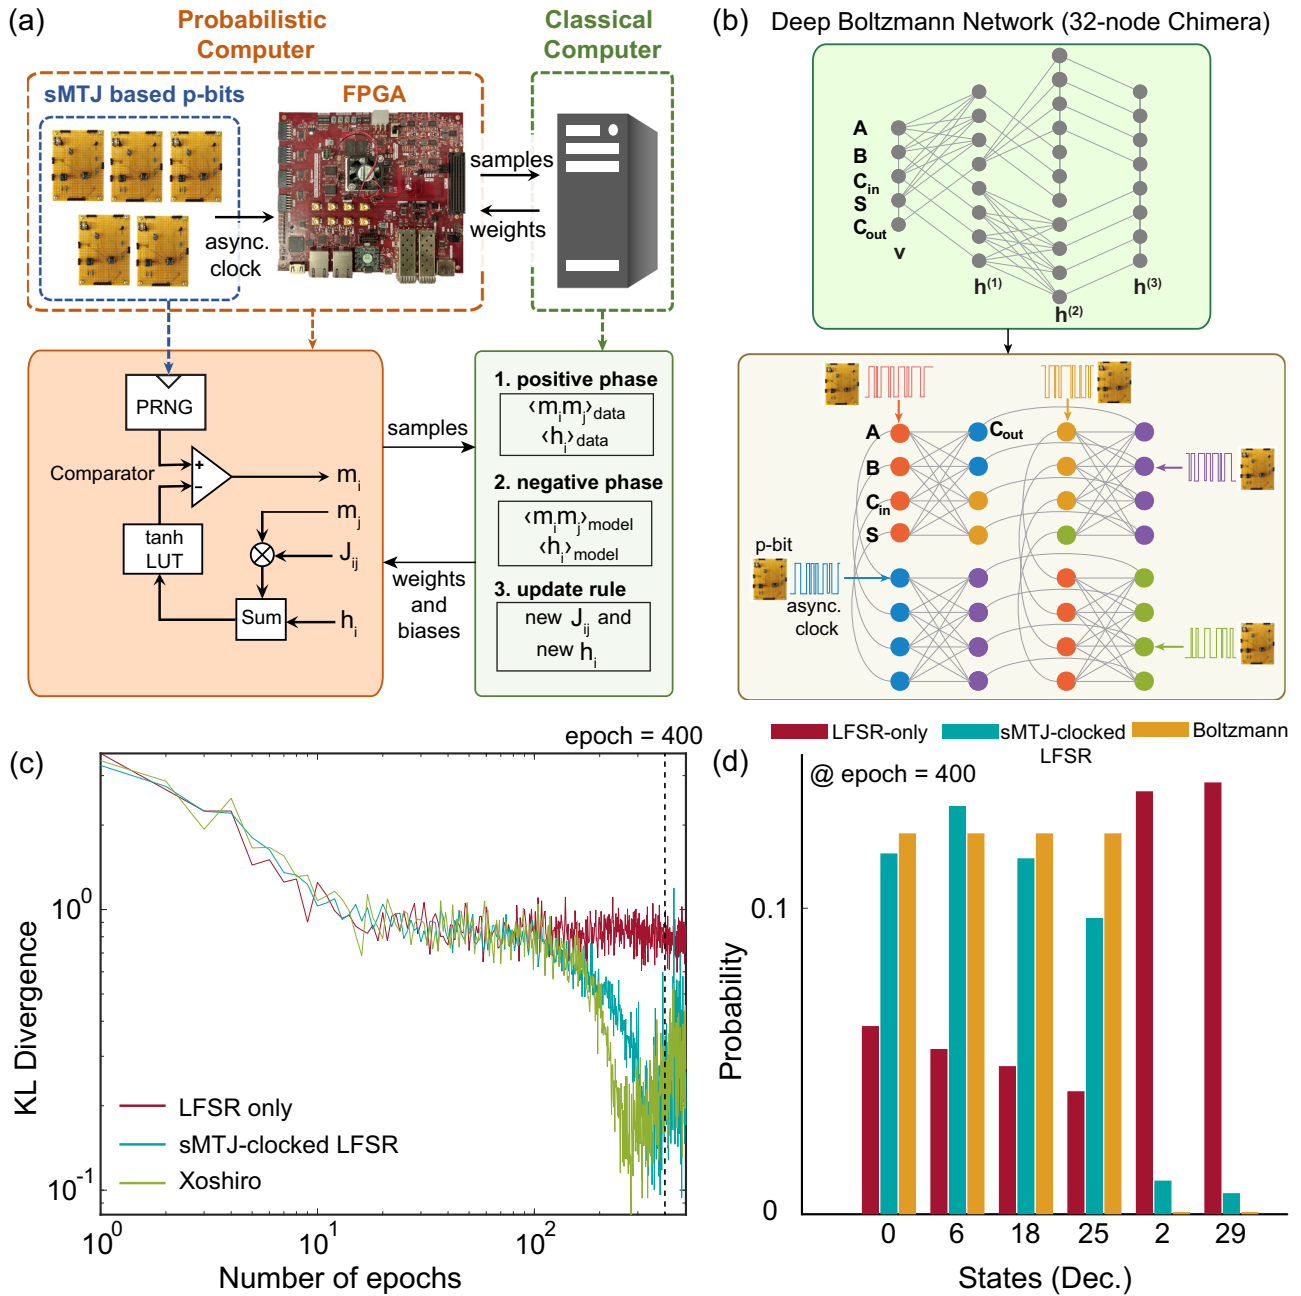 (a)
Probabilistic
Computer
Classical
Computer
sMTJ based p-bits
FPGA
samples
weights
async.
clock
PRNG
Comparator
+
−
tanh
LUT
Sum
m_i
m_j
J_ij
h_i
samples
weights
and
biases
1. positive phase
⟨m_i m_j⟩_data
⟨h_i⟩_data
2. negative phase
⟨m_i m_j⟩_model
⟨h_i⟩_model
3. update rule
new J_ij and
new h_i
(b) Deep Boltzmann Network (32-node Chimera)
A
B
C_in
S
C_out
v
h^(1)
h^(2)
h^(3)
A
C_out
B
C_in
S
p-bit
async.
clock
(c)
epoch = 400
KL Divergence
10^0
10^-1
LFSR only
sMTJ-clocked LFSR
Xoshiro
10^0 10^1 10^2
Number of epochs
(d)
LFSR-only
sMTJ-clocked
LFSR
Boltzmann
@ epoch = 400
Probability
0.1
0
0 6 18 25 2 29
States (Dec.)